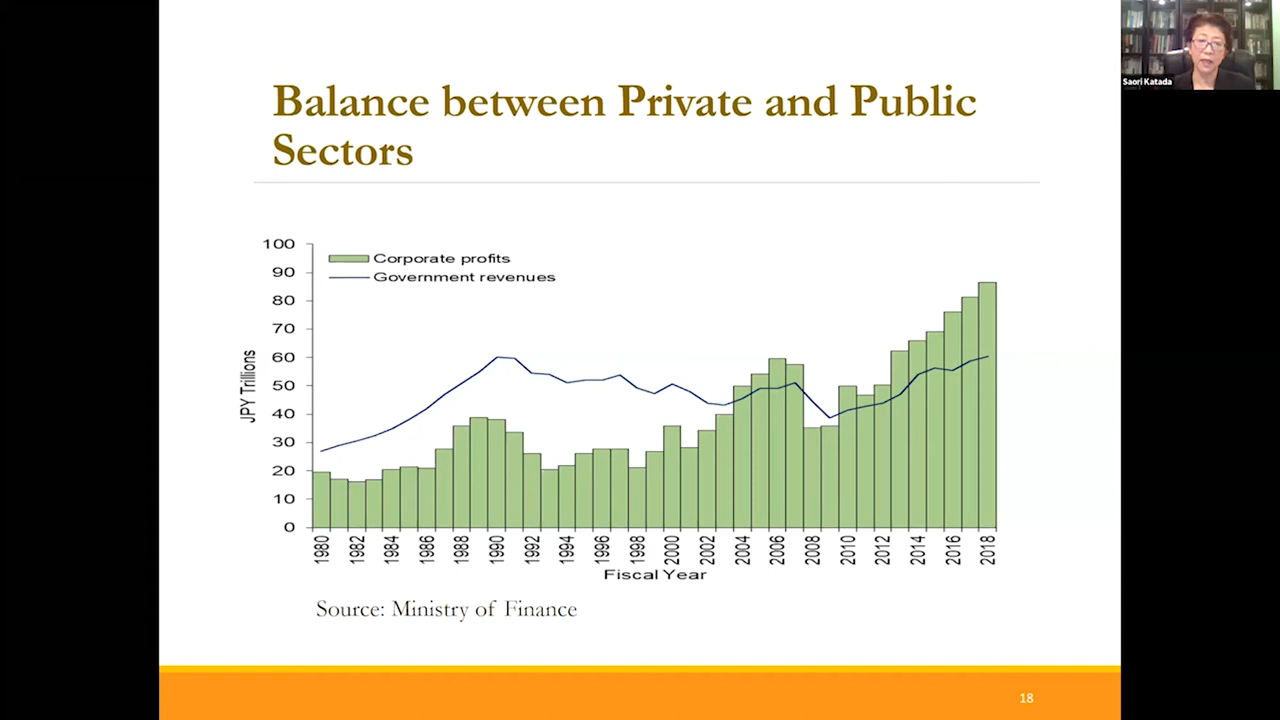 Balance between Private and Public
Sectors
Saori Katada
Corporate profits
Government revenues
100
90
80
70
60
50
40
30
20
10
0
JPY Trillions
1980 1982 1984 1986 1988 1990 1992 1994 1996 1998 2000 2002 2004 2006 2008 2010 2012 2014 2016 2018
Fiscal Year
Source: Ministry of Finance
18